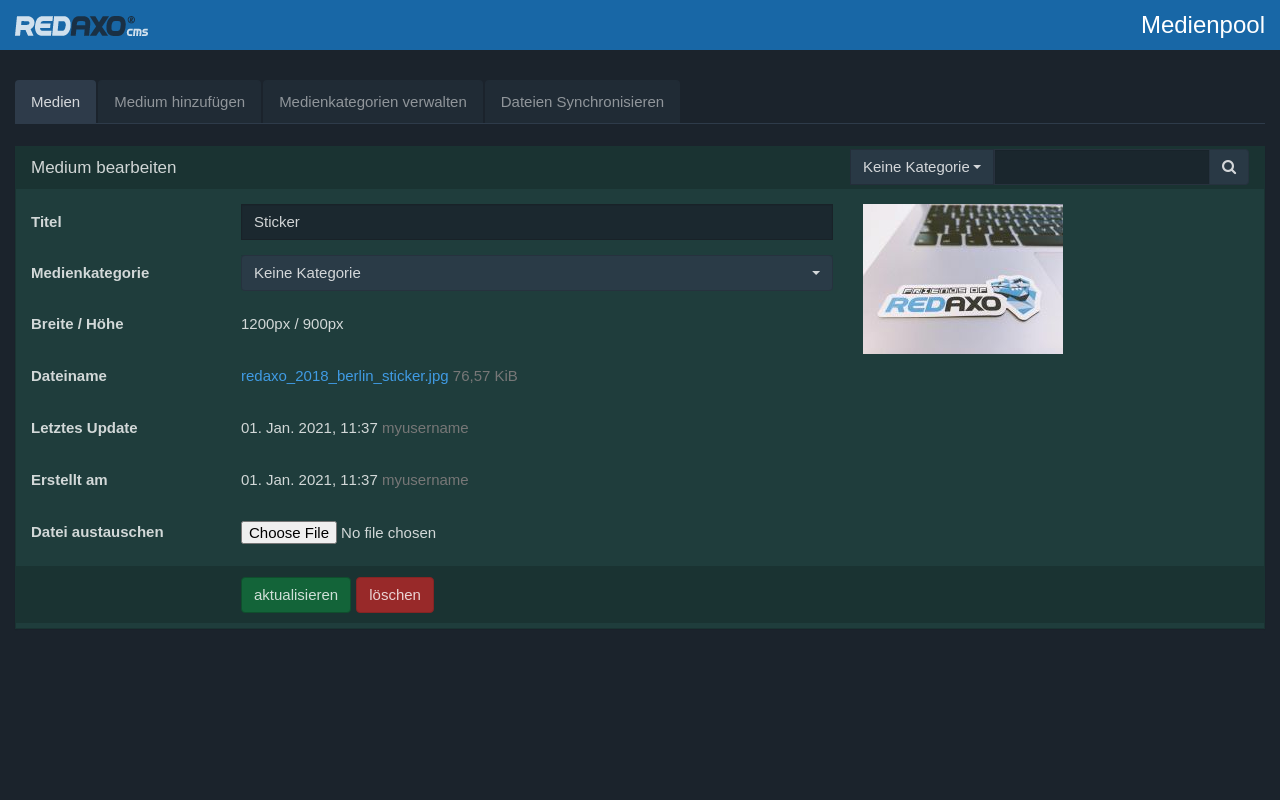 REDAXO® cms
Medienpool
Medien
Medium hinzufügen
Medienkategorien verwalten
Dateien Synchronisieren
Medium bearbeiten
Keine Kategorie
Titel
Sticker
Medienkategorie
Keine Kategorie
Breite / Höhe
1200px / 900px
Dateiname
redaxo_2018_berlin_sticker.jpg 76,57 KiB
Letztes Update
01. Jan. 2021, 11:37 myusername
Erstellt am
01. Jan. 2021, 11:37 myusername
Datei austauschen
Choose File No file chosen
aktualisieren
löschen
FRIENDS OF
REDAXO